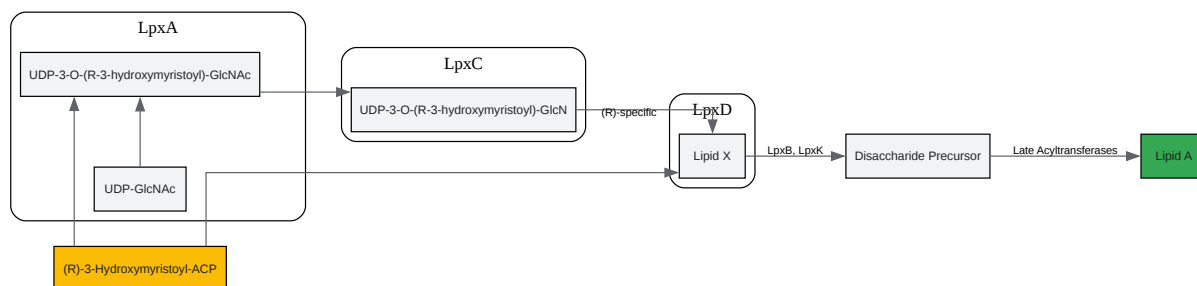 LpxA
UDP-3-O-(R-3-hydroxymyristoyl)-GlcNAc
UDP-GlcNAc
(R)-3-Hydroxymyristoyl-ACP
LpxC
UDP-3-O-(R-3-hydroxymyristoyl)-GlcN
(R)-specific
LpxD
Lipid X
LpxB, LpxK
Disaccharide Precursor
Late Acyltransferases
Lipid A